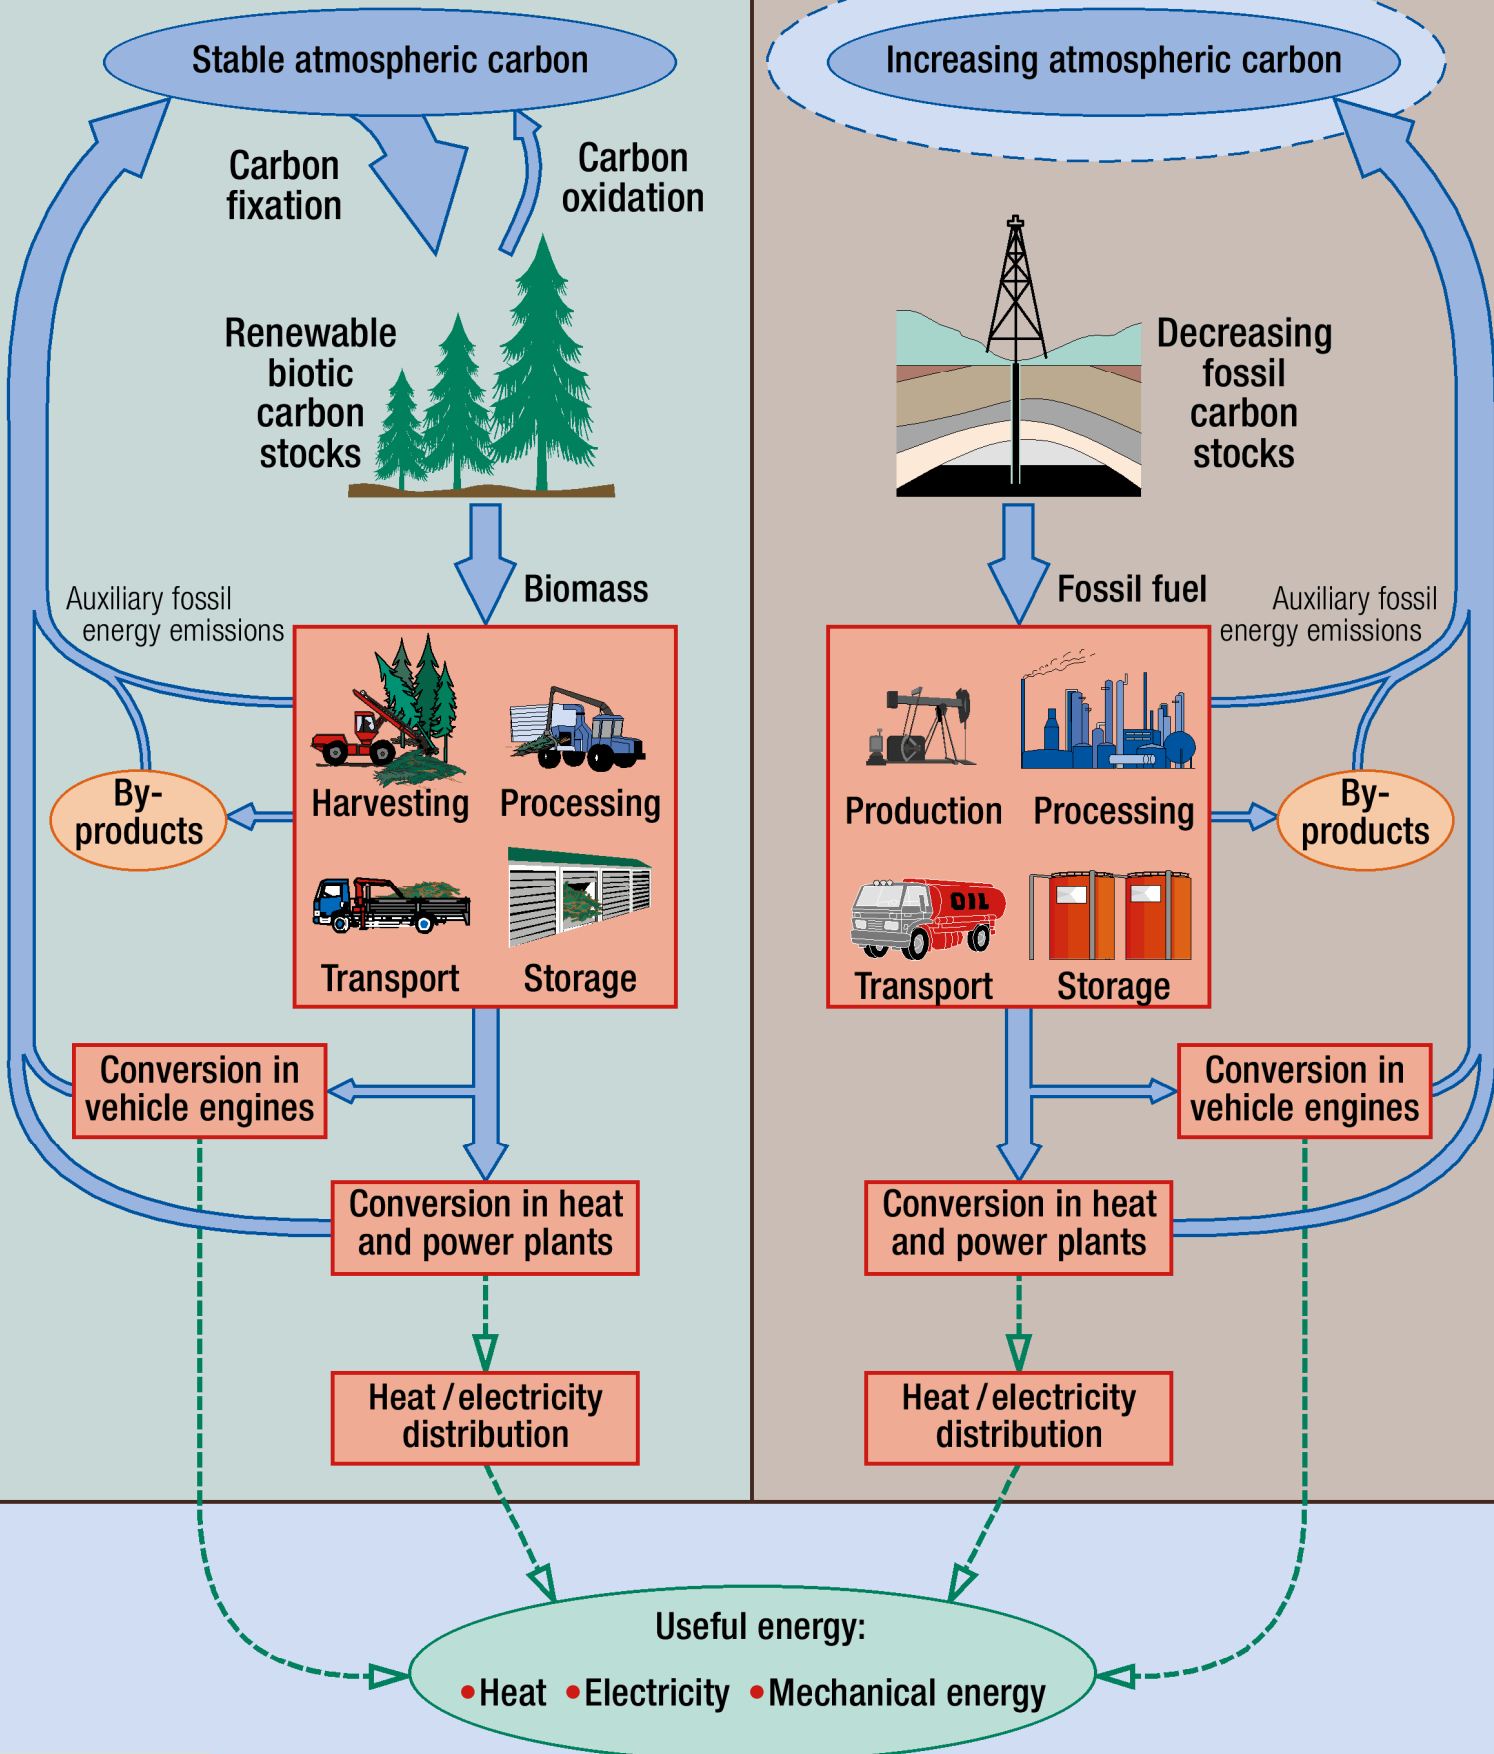 Stable atmospheric carbon
Carbon
fixation
Carbon
oxidation
Renewable
biotic
carbon
stocks
Biomass
Auxiliary fossil
energy emissions
Harvesting
Processing
By-
products
Transport
Storage
Conversion in
vehicle engines
Conversion in heat
and power plants
Heat / electricity
distribution
Increasing atmospheric carbon
Decreasing
fossil
carbon
stocks
Fossil fuel
Auxiliary fossil
energy emissions
Production
Processing
By-
products
OIL
Transport
Storage
Conversion in
vehicle engines
Conversion in heat
and power plants
Heat / electricity
distribution
Useful energy:
•Heat •Electricity •Mechanical energy